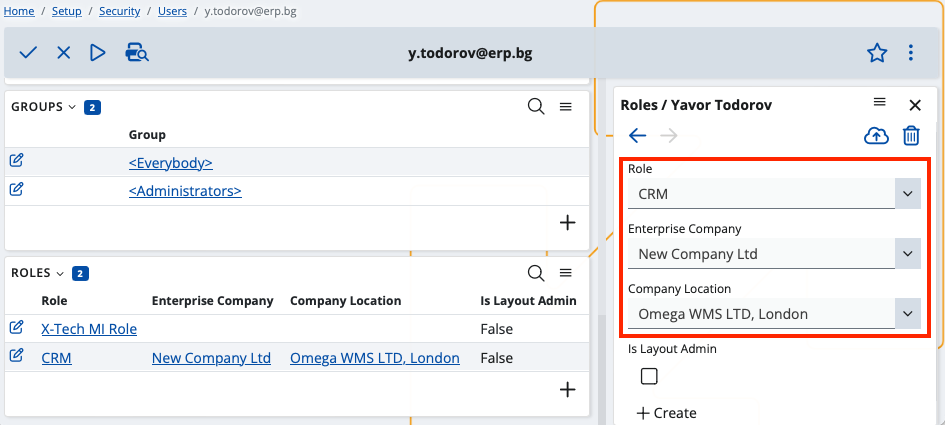 Home / Setup / Security / Users / y.todorov@erp.bg
y.todorov@erp.bg
GROUPS 2
Group
<Everybody>
<Administrators>
ROLES 2
Role Enterprise Company Company Location Is Layout Admin
X-Tech MI Role False
CRM New Company Ltd Omega WMS LTD, London False
Roles / Yavor Todorov
Role
CRM
Enterprise Company
New Company Ltd
Company Location
Omega WMS LTD, London
Is Layout Admin
Create